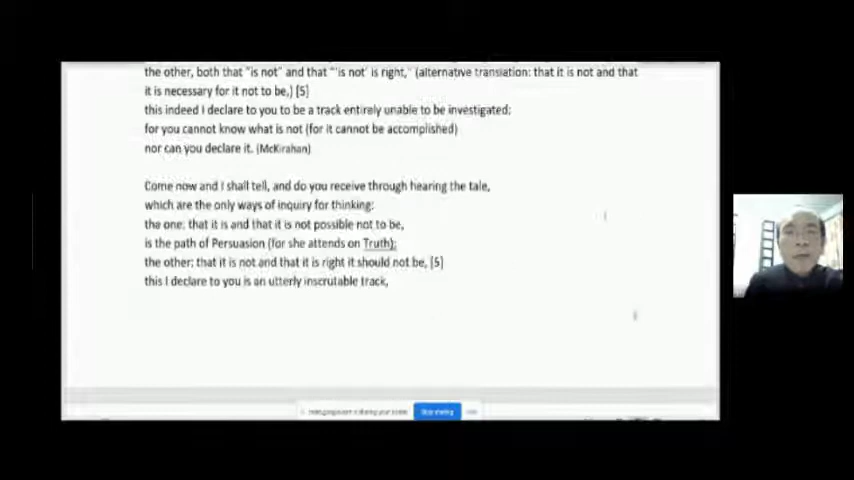 the other, both that "is not" and that "'is not' is right," (alternative translation: that it is not and that
it is necessary for it not to be,) [5]
this indeed I declare to you to be a track entirely unable to be investigated:
for you cannot know what is not (for it cannot be accomplished)
nor can you declare it. (McKirahan)
Come now and I shall tell, and do you receive through hearing the tale,
which are the only ways of inquiry for thinking:
the one: that it is and that it is not possible not to be,
is the path of Persuasion (for she attends on Truth);
the other: that it is not and that it is right it should not be, [5]
this I declare to you is an utterly inscrutable track,
is sharing your screen
Stop sharing